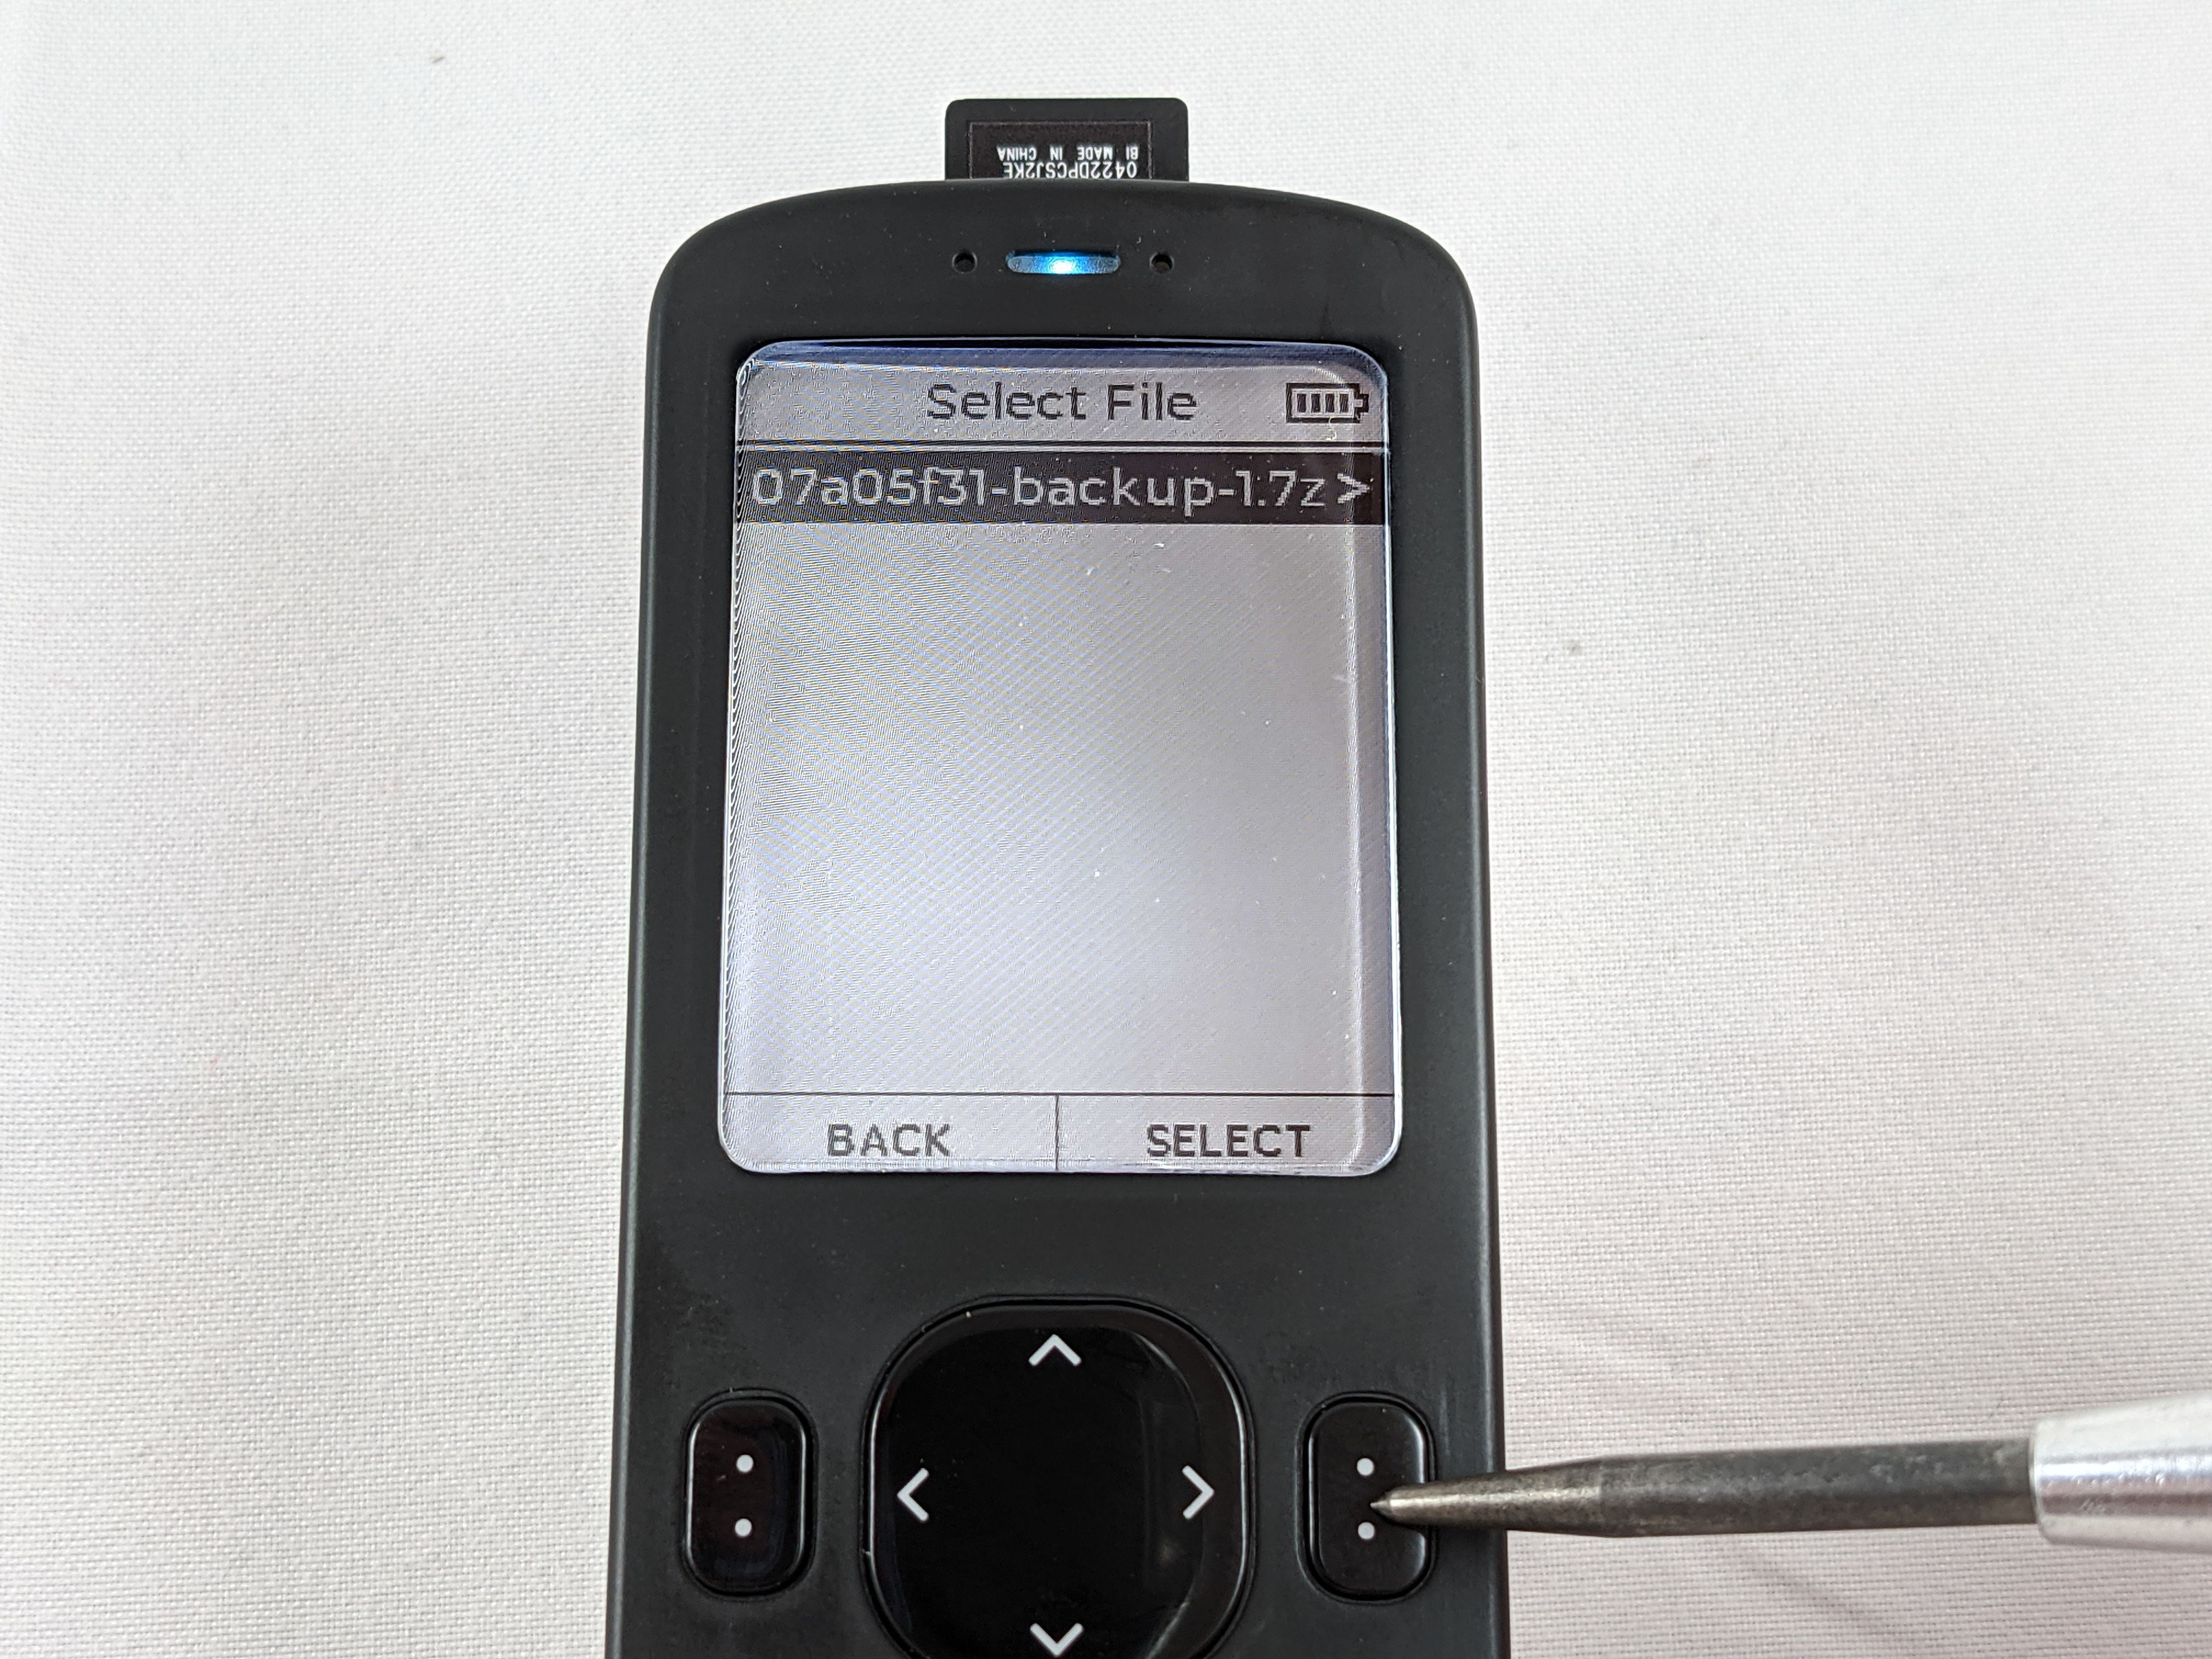 0422DPCSJ2KE
BI MADE IN CHINA
Select File
07a05f31-backup-1.7z >
BACK
SELECT